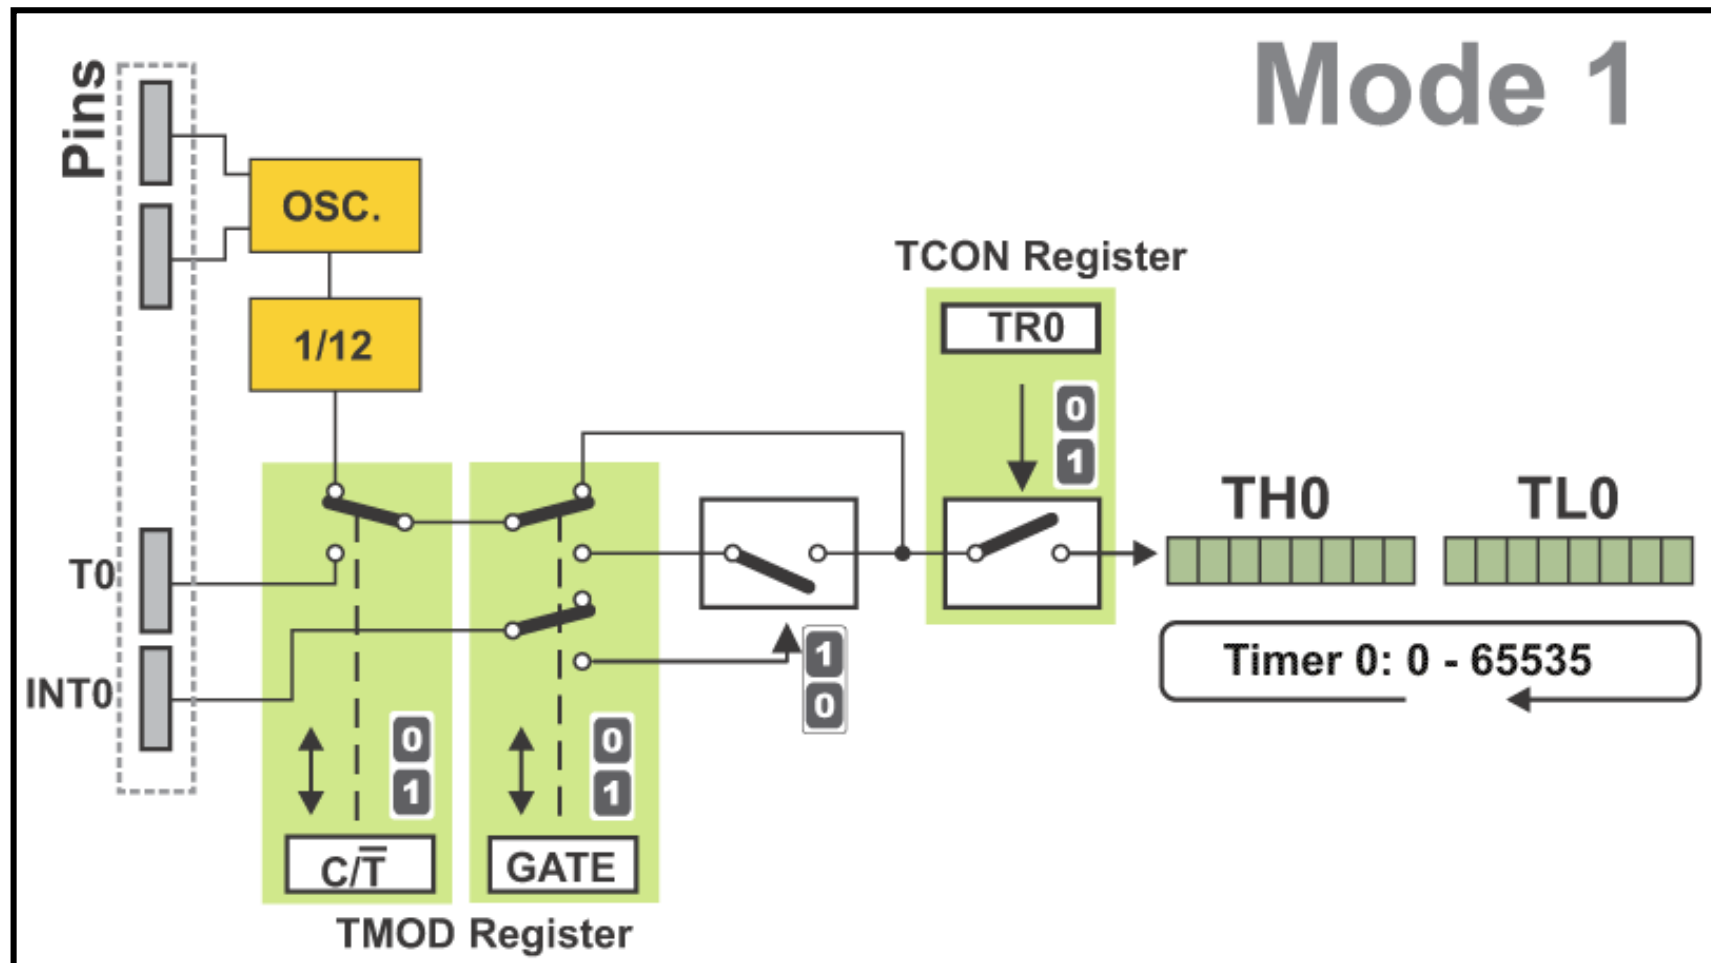 Mode 1
Pins
OSC.
1/12
TCON Register
TR0
0
1
TH0 TL0
T0
INT0
1
0
Timer 0: 0 - 65535
0
1
0
1
C/T̅
GATE
TMOD Register